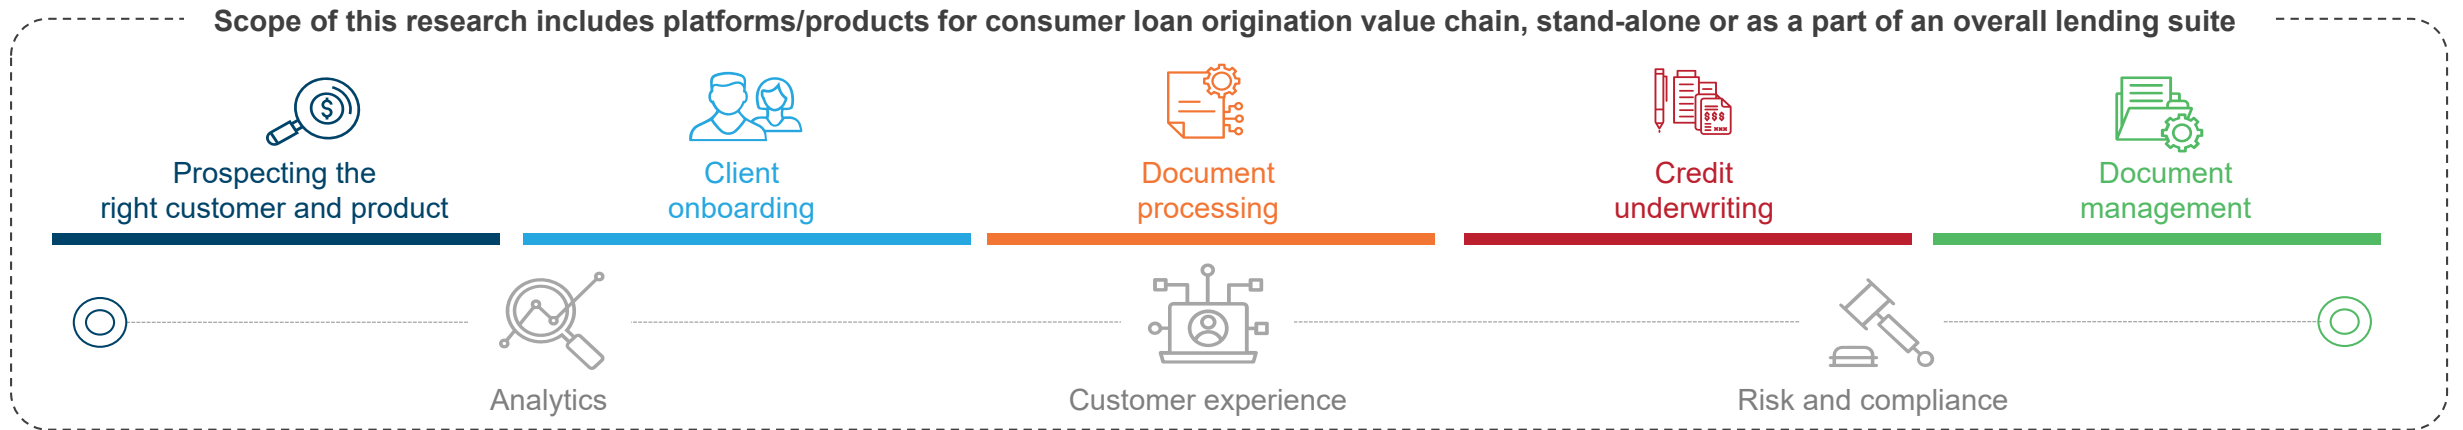 Scope of this research includes platforms/products for consumer loan origination value chain, stand-alone or as a part of an overall lending suite
$
$$$
Prospecting the
right customer and product
Client
onboarding
Document
processing
Credit
underwriting
Document
management
Analytics
Customer experience
Risk and compliance